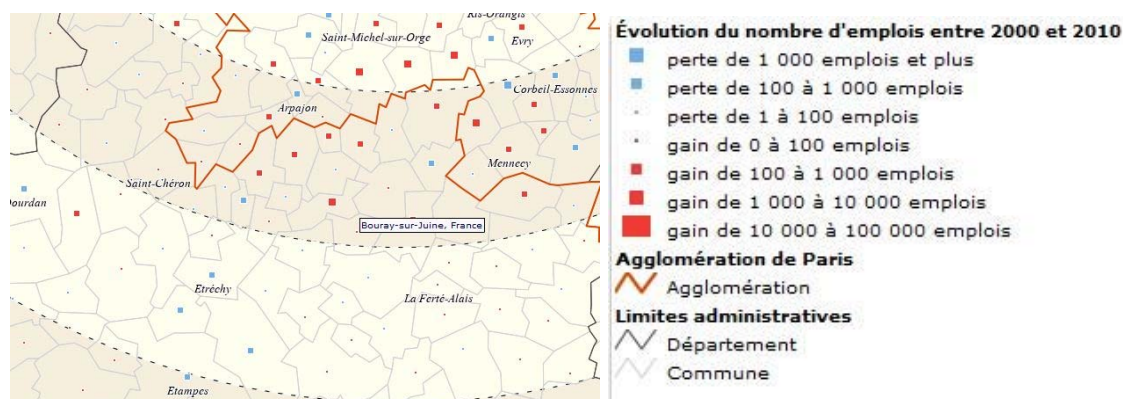 Ris-Orangis
Saint-Michel-sur-Orge
Evry
Corbeil-Essonnes
Arpajon
Mennecy
Saint-Chéron
ourdan
Bouray-sur-Juine, France
Etréchy
La Ferté-Alais
Etampes
Évolution du nombre d'emplois entre 2000 et 2010
perte de 1 000 emplois et plus
perte de 100 à 1 000 emplois
perte de 1 à 100 emplois
gain de 0 à 100 emplois
gain de 100 à 1 000 emplois
gain de 1 000 à 10 000 emplois
gain de 10 000 à 100 000 emplois
Agglomération de Paris
Agglomération
Limites administratives
Département
Commune